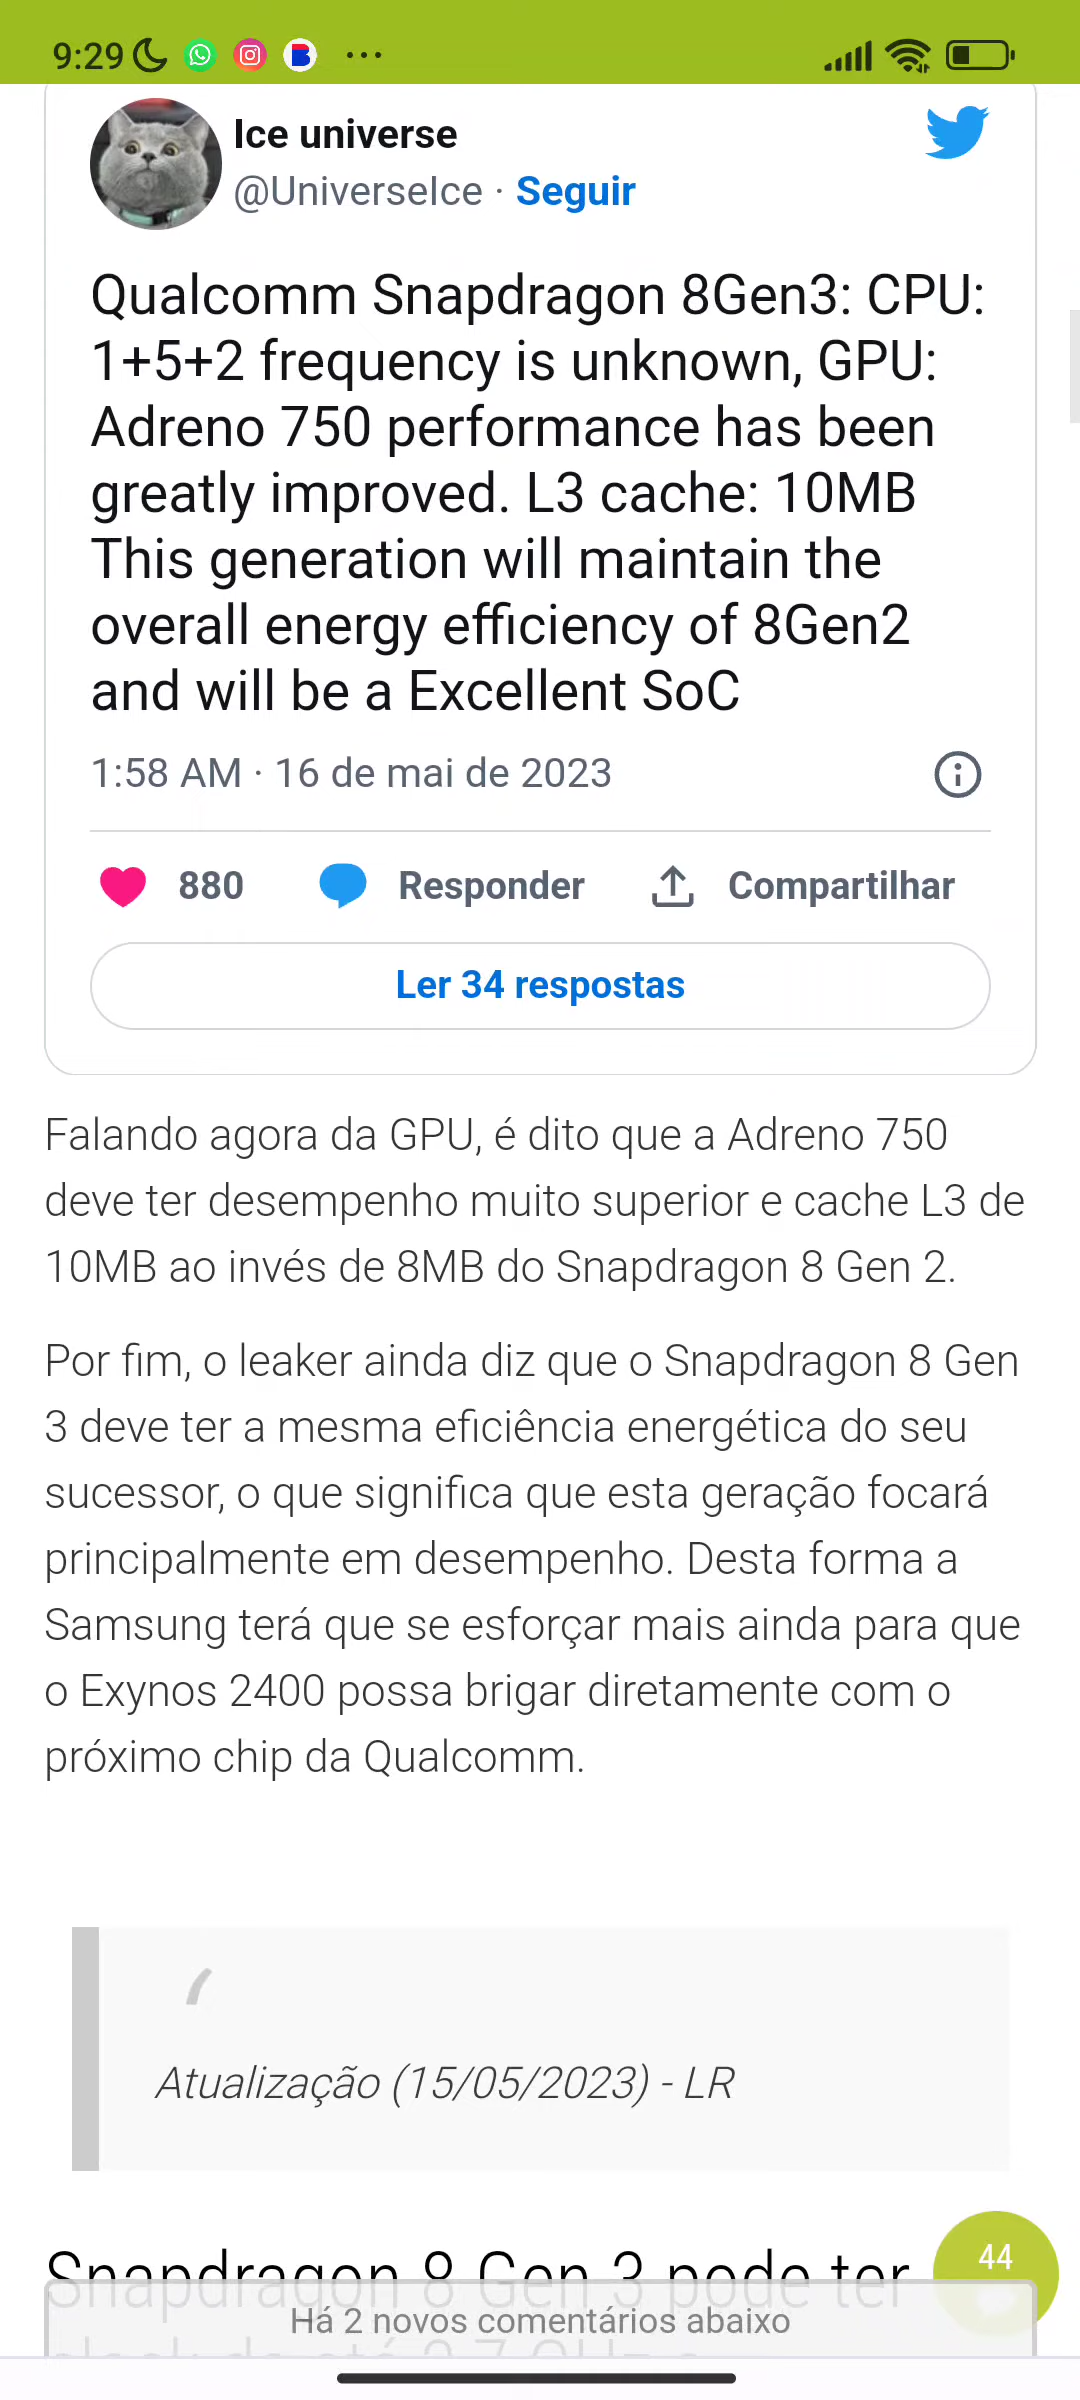 9:29
Ice universe
@UniverseIce · Seguir
Qualcomm Snapdragon 8Gen3: CPU:
1+5+2 frequency is unknown, GPU:
Adreno 750 performance has been
greatly improved. L3 cache: 10MB
This generation will maintain the
overall energy efficiency of 8Gen2
and will be a Excellent SoC
1:58 AM · 16 de mai de 2023
880 Responder Compartilhar
Ler 34 respostas
Falando agora da GPU, é dito que a Adreno 750
deve ter desempenho muito superior e cache L3 de
10MB ao invés de 8MB do Snapdragon 8 Gen 2.
Por fim, o leaker ainda diz que o Snapdragon 8 Gen
3 deve ter a mesma eficiência energética do seu
sucessor, o que significa que esta geração focará
principalmente em desempenho. Desta forma a
Samsung terá que se esforçar mais ainda para que
o Exynos 2400 possa brigar diretamente com o
próximo chip da Qualcomm.
Atualização (15/05/2023) - LR
Snapdragon 8 Gen 3 pode ter
44
Há 2 novos comentários abaixo